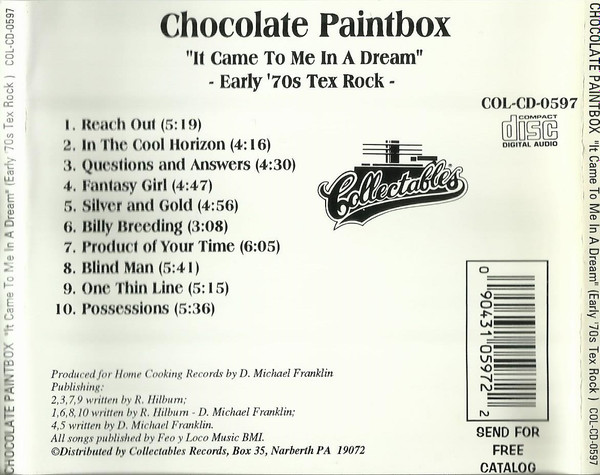 Chocolate Paintbox
"It Came To Me In A Dream"
- Early '70s Tex Rock -
COL-CD-0597
COMPACT
disc
DIGITAL AUDIO
1. Reach Out (5:19)
2. In The Cool Horizon (4:16)
3. Questions and Answers (4:30)
4. Fantasy Girl (4:47)
5. Silver and Gold (4:56)
6. Billy Breeding (3:08)
7. Product of Your Time (6:05)
8. Blind Man (5:41)
9. One Thin Line (5:15)
10. Possessions (5:36)
Collectables
Produced for Home Cooking Records by D. Michael Franklin
Publishing:
2,3,7,9 written by R. Hilburn;
1,6,8,10 written by R. Hilburn - D. Michael Franklin;
4,5 written by D. Michael Franklin.
All songs published by Feo y Loco Music BMI.
©Distributed by Collectables Records, Box 35, Narberth PA 19072
0 90431 05972 2
SEND FOR
FREE
CATALOG
CHOCOLATE PAINTBOX "It Came To Me In A Dream" (Early '70s Tex Rock ) COL-CD-0597
CHOCOLATE PAINTBOX "It Came To Me In A Dream" (Early '70s Tex Rock ) COL-CD-0597